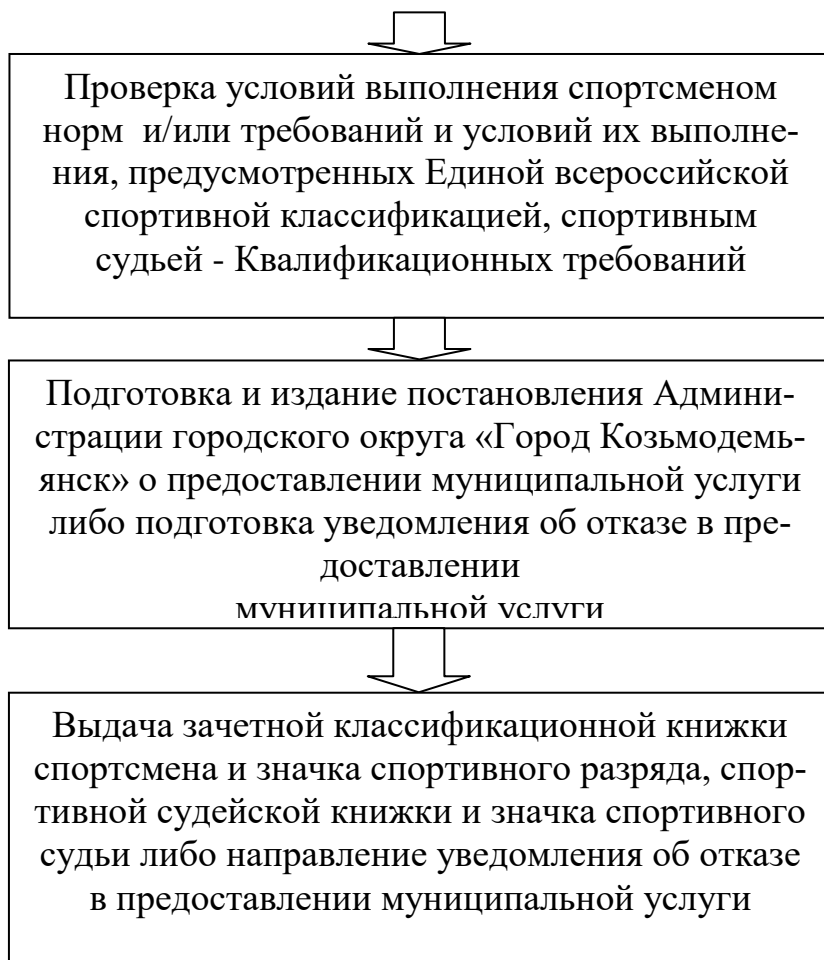 Проверка условий выполнения спортсменом
норм и/или требований и условий их выполне-
ния, предусмотренных Единой всероссийской
спортивной классификацией, спортивным
судьей - Квалификационных требований
Подготовка и издание постановления Админи-
страции городского округа «Город Козьмодемь-
янск» о предоставлении муниципальной услуги
либо подготовка уведомления об отказе в пре-
доставлении
муниципальной услуги
Выдача зачетной классификационной книжки
спортсмена и значка спортивного разряда, спор-
тивной судейской книжки и значка спортивного
судьи либо направление уведомления об отказе
в предоставлении муниципальной услуги